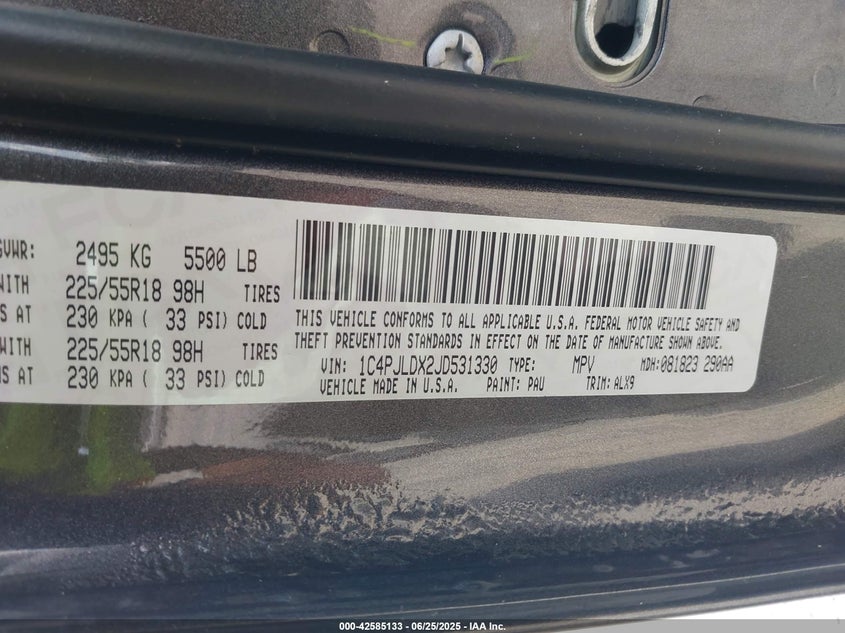 GVWR: 2495 KG 5500 LB
WITH 225/55R18 98H TIRES
S AT 230 KPA ( 33 PSI) COLD
WITH 225/55R18 98H TIRES
MS AT 230 KPA ( 33 PSI) COLD
THIS VEHICLE CONFORMS TO ALL APPLICABLE U.S.A. FEDERAL MOTOR VEHICLE SAFETY AND
THEFT PREVENTION STANDARDS IN EFFECT ON THE DATE OF MANUFACTURE SHOWN ABOVE.
VIN: 1C4PJLDX2JD531330 TYPE: MPV MDH: 081823 290AA
VEHICLE MADE IN U.S.A. PAINT: PAU TRIM: ALX9
000-42585133 - 06/25/2025 - IAA Inc.